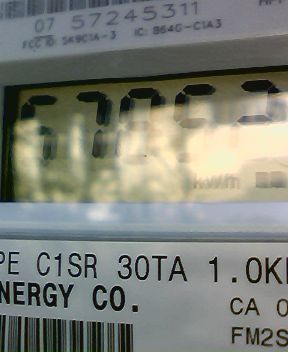 07 57245311
FCC ID: SK9C1A-3 IC: 864G-C1A3
kWh
PE C1SR 30TA 1.0K
NERGY CO.
CA 0
FM2S